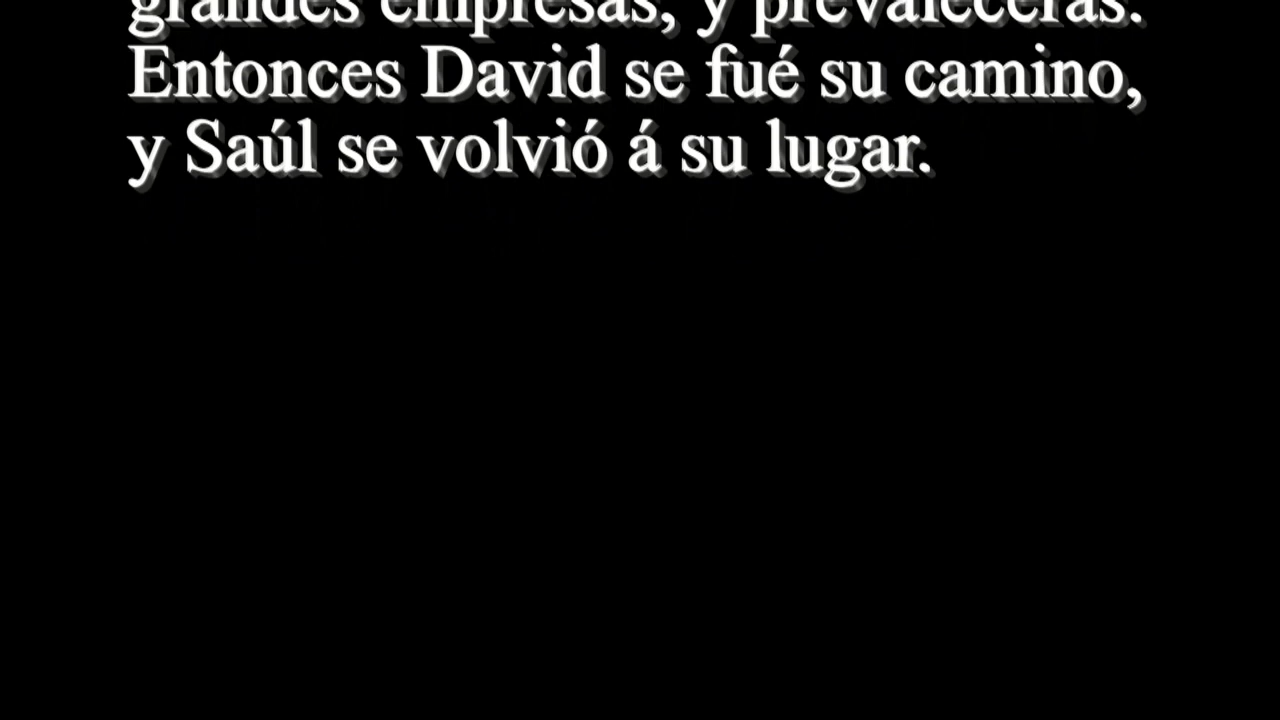 grandes empresas, y prevalecerás.
Entonces David se fué su camino,
y Saúl se volvió á su lugar.